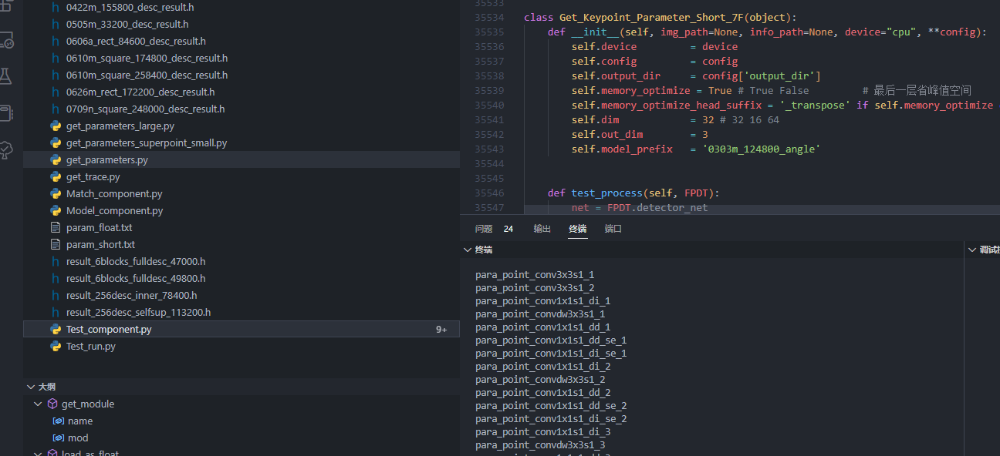 0422m_155800_desc_result.h
0505m_33200_desc_result.h
0606a_rect_84600_desc_result.h
0610m_square_174800_desc_result.h
0610m_square_258400_desc_result.h
0626m_rect_172200_desc_result.h
0709n_square_248000_desc_result.h
get_parameters_large.py
get_parameters_superpoint_small.py
get_parameters.py
get_trace.py
Match_component.py
Model_component.py
param_float.txt
param_short.txt
result_6blocks_fulldesc_47000.h
result_6blocks_fulldesc_49800.h
result_256desc_inner_78400.h
result_256desc_selfsup_113200.h
Test_component.py 9+
Test_run.py
大纲
get_module
name
mod
load_as_float
35533
35534 class Get_Keypoint_Parameter_Short_7F(object):
35535 def __init__(self, img_path=None, info_path=None, device="cpu", **config):
35536 self.device = device
35537 self.config = config
35538 self.output_dir = config['output_dir']
35539 self.memory_optimize = True # True False # 最后一层省峰值空间
35540 self.memory_optimize_head_suffix = '_transpose' if self.memory_optimize
35541 self.dim = 32 # 32 16 64
35542 self.out_dim = 3
35543 self.model_prefix = '0303m_124800_angle'
35544
35545
35546 def test_process(self, FPDT):
35547 net = FPDT.detector_net
问题 24 输出 终端 端口
终端
para_point_conv3x3s1_1
para_point_conv3x3s1_2
para_point_conv1x1s1_di_1
para_point_convdw3x3s1_1
para_point_conv1x1s1_dd_1
para_point_conv1x1s1_dd_se_1
para_point_conv1x1s1_di_se_1
para_point_conv1x1s1_di_2
para_point_convdw3x3s1_2
para_point_conv1x1s1_dd_2
para_point_conv1x1s1_dd_se_2
para_point_conv1x1s1_di_se_2
para_point_conv1x1s1_di_3
para_point_convdw3x3s1_3
调试